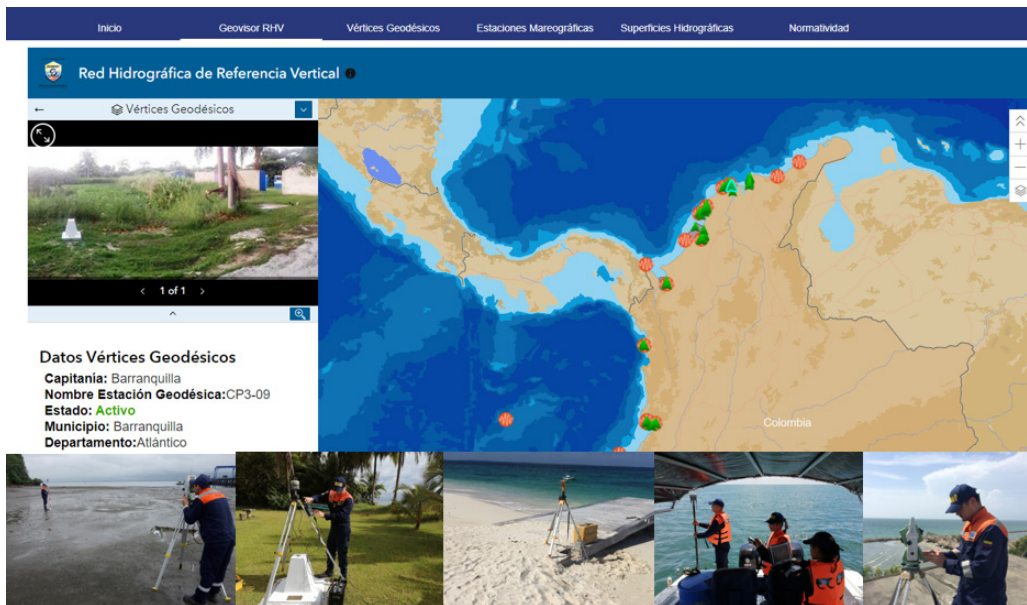 Inicio
Geovisor RHV
Vértices Geodésicos
Estaciones Mareográficas
Superficies Hidrográficas
Normatividad
Red Hidrográfica de Referencia Vertical
Vértices Geodésicos
1 of 1
Datos Vértices Geodésicos
Capitanía: Barranquilla
Nombre Estación Geodésica:CP3-09
Estado: Activo
Municipio: Barranquilla
Departamento:Atlántico
Colombia